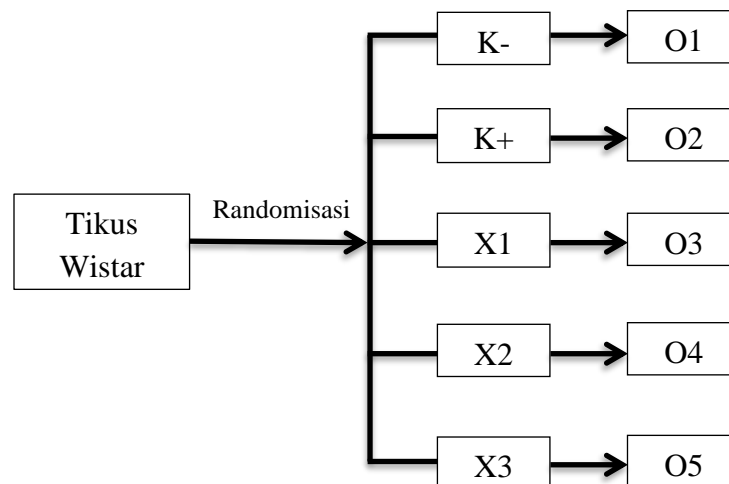 K-
O1
K+
O2
Randomisasi
Tikus
Wistar
X1
O3
X2
O4
X3
O5